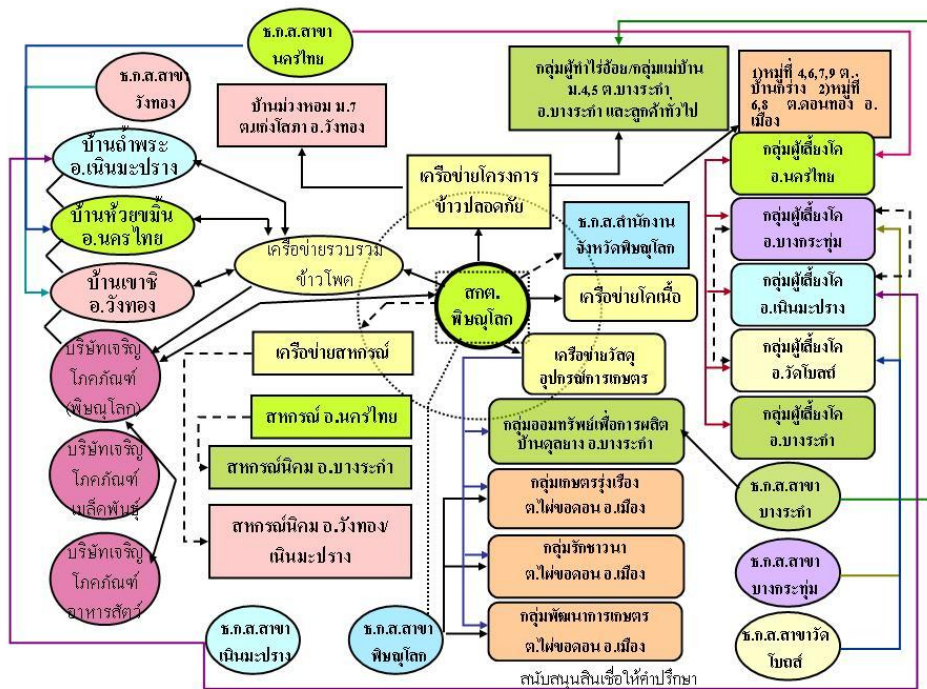 ธ.ก.ส.สาขา
นครไทย
ธ.ก.ส.สาขา
วังทอง
บ้านม่วงหอม ม.7
ต.แก่งโสภา อ.วังทอง
กลุ่มผู้ทำไร่อ้อย/กลุ่มแม่บ้าน
ม.4,5 ต.บางระกำ
อ.บางระกำ และลูกค้าทั่วไป
1)หมู่ที่ 4,6,7,9 ต..
บ้านกร่าง 2)หมู่ที่
6,8 ต.ดอนทอง อ.
เมือง
บ้านถ้ำพระ
อ.เนินมะปราง
เครือข่ายโครงการ
ข้าวปลอดภัย
กลุ่มผู้เลี้ยงโค
อ.นครไทย
บ้านห้วยขมิ้น
อ.นครไทย
เครือข่ายรวบรวม
ข้าวโพด
ธ.ก.ส.สำนักงาน
จังหวัดพิษณุโลก
กลุ่มผู้เลี้ยงโค
อ.บางกระทุ่ม
บ้านเขาชิ
อ.วังทอง
สกต.
พิษณุโลก
เครือข่ายโคเนื้อ
กลุ่มผู้เลี้ยงโค
อ.เนินมะปราง
บริษัทเจริญ
โภคภัณฑ์
(พิษณุโลก)
เครือข่ายสหกรณ์
เครือข่ายวัสดุ
อุปกรณ์การเกษตร
กลุ่มผู้เลี้ยงโค
อ.วัดโบสถ์
สหกรณ์ อ.นครไทย
กลุ่มออมทรัพย์เพื่อการผลิต
บ้านดุลยาง อ.บางระกำ
กลุ่มผู้เลี้ยงโค
อ.บางระกำ
บริษัทเจริญ
โภคภัณฑ์
เมล็ดพันธุ์
สหกรณ์นิคม อ.บางระกำ
กลุ่มเกษตรรุ่งเรือง
ต.ไผ่ขอดอน อ.เมือง
ธ.ก.ส.สาขา
บางระกำ
สหกรณ์นิคม อ.วังทอง/
เนินมะปราง
กลุ่มรักชาวนา
ต.ไผ่ขอดอน อ.เมือง
บริษัทเจริญ
โภคภัณฑ์
อาหารสัตว์
ธ.ก.ส.สาขา
บางกระทุ่ม
ธ.ก.ส.สาขา
เนินมะปราง
ธ.ก.ส.สาขา
พิษณุโลก
กลุ่มพัฒนาการเกษตร
ต.ไผ่ขอดอน อ.เมือง
ธ.ก.ส.สาขาวัด
โบถส์
สนับสนุนสินเชื่อให้คำปรึกษา